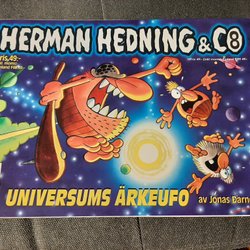 HERMAN HEDNING & C8
UNIVERSUMS ÄRKEUFO
av Jonas Darn